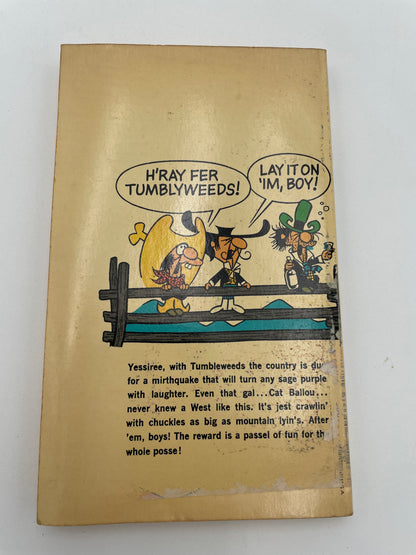 H'RAY FER
TUMBLYWEEDS!
LAY IT ON
'IM, BOY!
Yessiree, with Tumbleweeds the country is du
for a mirthquake that will turn any sage purple
with laughter. Even that gal...Cat Ballou...
never knew a West like this. It's jest crawlin'
with chuckles as big as mountain lyin's. After
'em, boys! The reward is a passel of fun for th
whole posse!